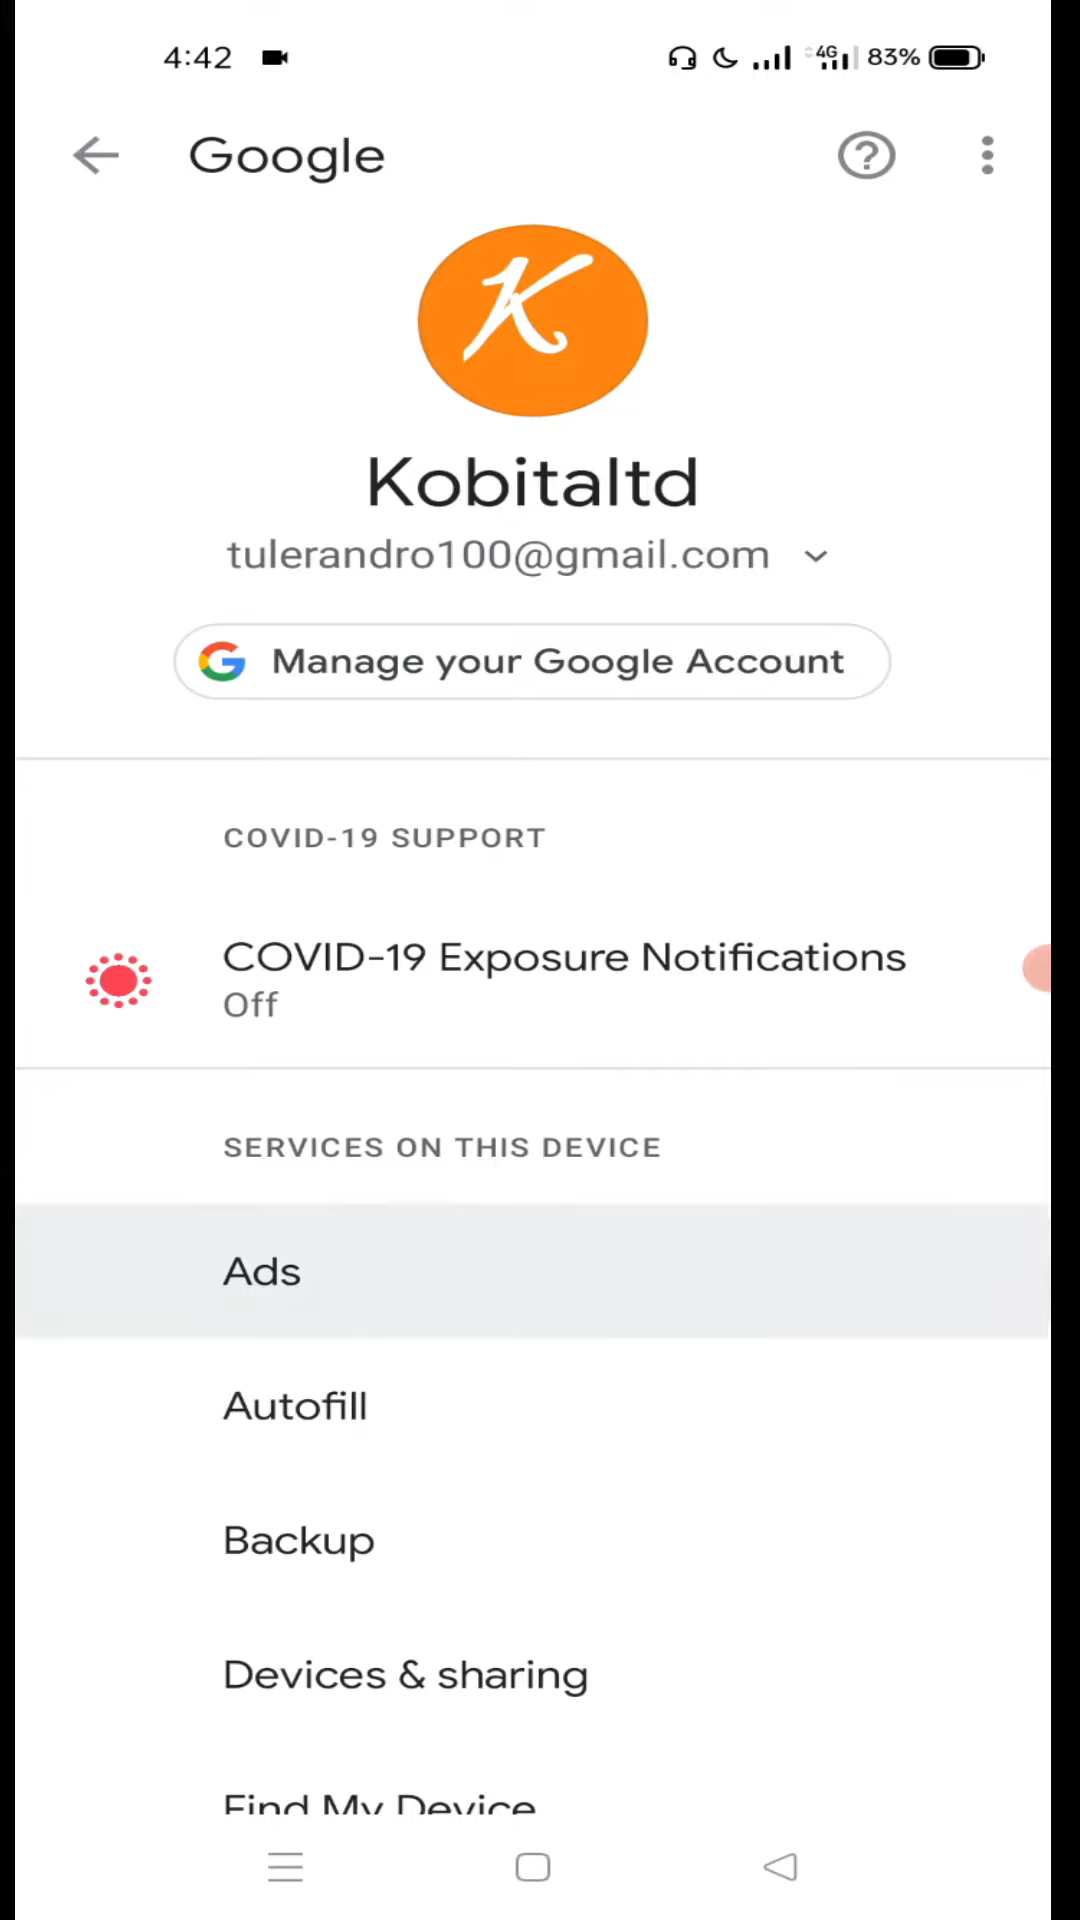 4:42 4G 83%
Google
K
Kobitaltd
tulerandro100@gmail.com
G Manage your Google Account
COVID-19 SUPPORT
COVID-19 Exposure Notifications
Off
SERVICES ON THIS DEVICE
Ads
Autofill
Backup
Devices & sharing
Find My Device